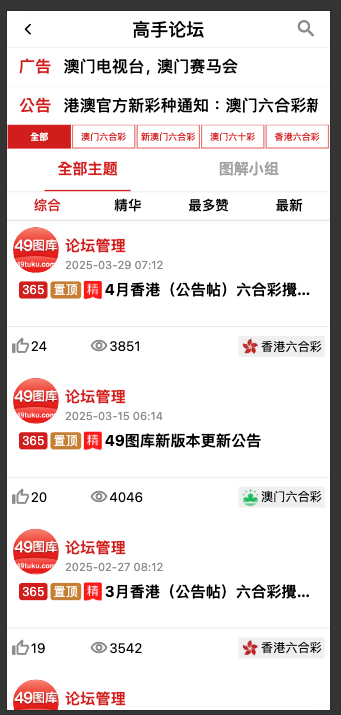 高手论坛
广告 澳门电视台，澳门赛马会
公告 港澳官方新彩种通知：澳门六合彩新
全部 澳门六合彩 新澳门六合彩 澳门六十彩 香港六合彩
全部主题 图解小组
综合 精华 最多赞 最新
49图库
49tuku.com
论坛管理
2025-03-29 07:12
365 置顶 精 4月香港（公告帖）六合彩攪...
24 3851 香港六合彩
49图库
49tuku.com
论坛管理
2025-03-15 06:14
365 置顶 精 49图库新版本更新公告
20 4046 澳门六合彩
49图库
49tuku.com
论坛管理
2025-02-27 08:12
365 置顶 精 3月香港（公告帖）六合彩攪...
19 3542 香港六合彩
49图库
论坛管理